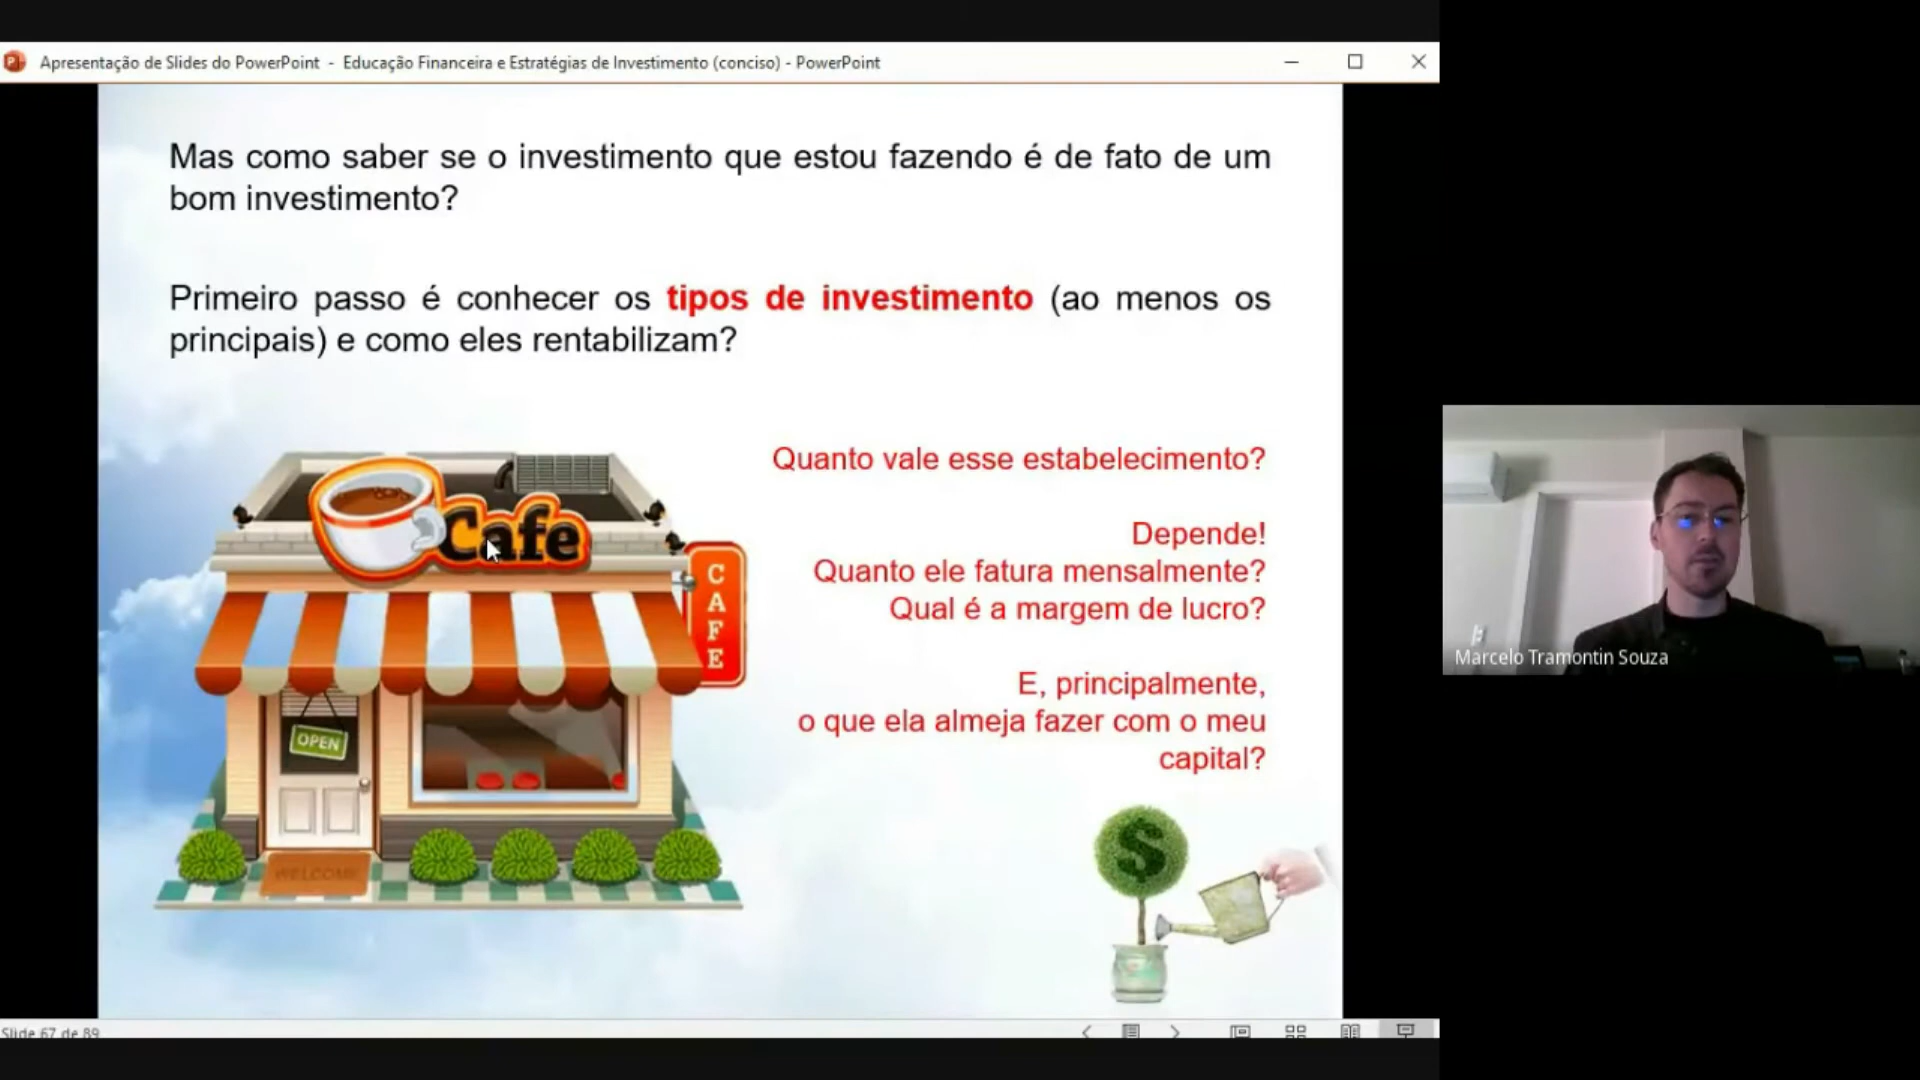 Apresentação de Slides do PowerPoint - Educação Financeira e Estratégias de Investimento (conciso) - PowerPoint
Mas como saber se o investimento que estou fazendo é de fato de um
bom investimento?
Primeiro passo é conhecer os tipos de investimento (ao menos os
principais) e como eles rentabilizam?
Quanto vale esse estabelecimento?
Depende!
Quanto ele fatura mensalmente?
Qual é a margem de lucro?
E, principalmente,
o que ela almeja fazer com o meu
capital?
Cafe
CAFE
OPEN
WELCOME
$
Marcelo Tramontin Souza
Slide 67 de 89